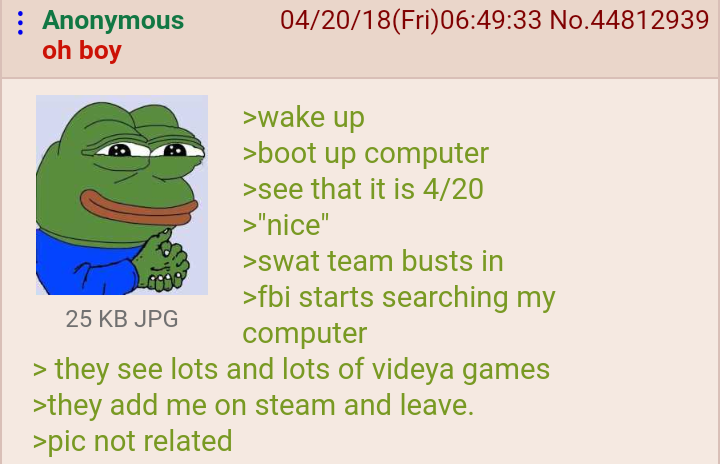 Anonymous 04/20/18(Fri)06:49:33 No.44812939
oh boy
>wake up
>boot up computer
>see that it is 4/20
>"nice"
>swat team busts in
>fbi starts searching my
computer
25 KB JPG
> they see lots and lots of videya games
>they add me on steam and leave.
>pic not related